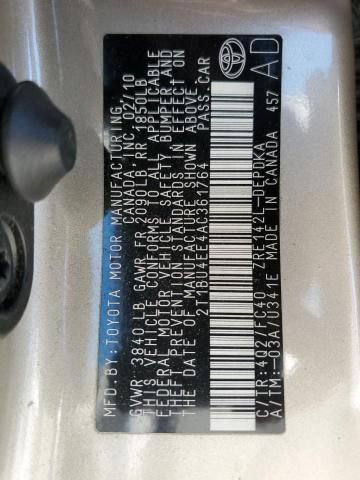 MFD.BY:TOYOTA MOTOR MANUFACTURING
CANADA, INC. 02/10
GVWR 3840 LB GAWR FR 2090 LB,RR 1850 LB
THIS VEHICLE CONFORMS TO ALL APPLICABLE
FEDERAL MOTOR VEHICLE SAFETY, BUMPER AND
THEFT PREVENTION STANDARDS IN EFFECT ON
THE DATE OF MANUFACTURE SHOWN ABOVE.
2T1BU4EE4AC361764 PASS.CAR
C/TR:4Q2/FC40 ZRE142L-DEPDKA
A/TM:-03A/U341E MADE IN CANADA 457
AD